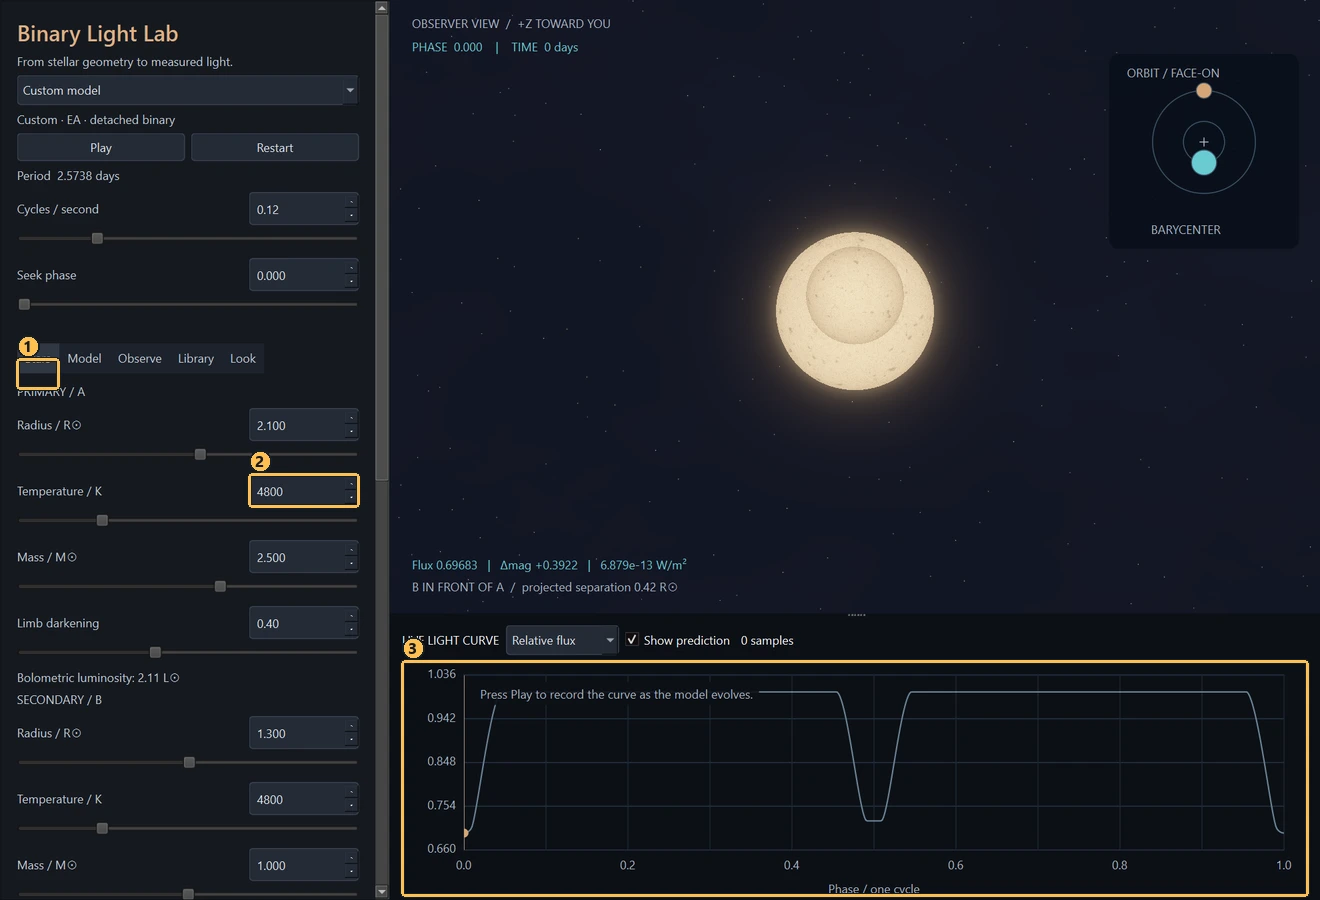 Binary Light Lab
From stellar geometry to measured light.
Custom model
Custom · EA · detached binary
Play Restart
Period 2.5738 days
Cycles / second 0.12
Seek phase 0.000
1
Model Observe Library Look
PRIMARY / A
Radius / R☉ 2.100
2
Temperature / K 4800
Mass / M☉ 2.500
Limb darkening 0.40
Bolometric luminosity: 2.11 L☉
SECONDARY / B
Radius / R☉ 1.300
Temperature / K 4800
Mass / M☉ 1.000
OBSERVER VIEW / +Z TOWARD YOU
PHASE 0.000 | TIME 0 days
ORBIT / FACE-ON
BARYCENTER
Flux 0.69683 | Δmag +0.3922 | 6.879e-13 W/m²
B IN FRONT OF A / projected separation 0.42 R☉
LIGHT CURVE Relative flux Show prediction 0 samples
3
Press Play to record the curve as the model evolves.
1.036
0.942
0.848
0.754
0.660
0.0 0.2 0.4 0.6 0.8 1.0
Phase / one cycle